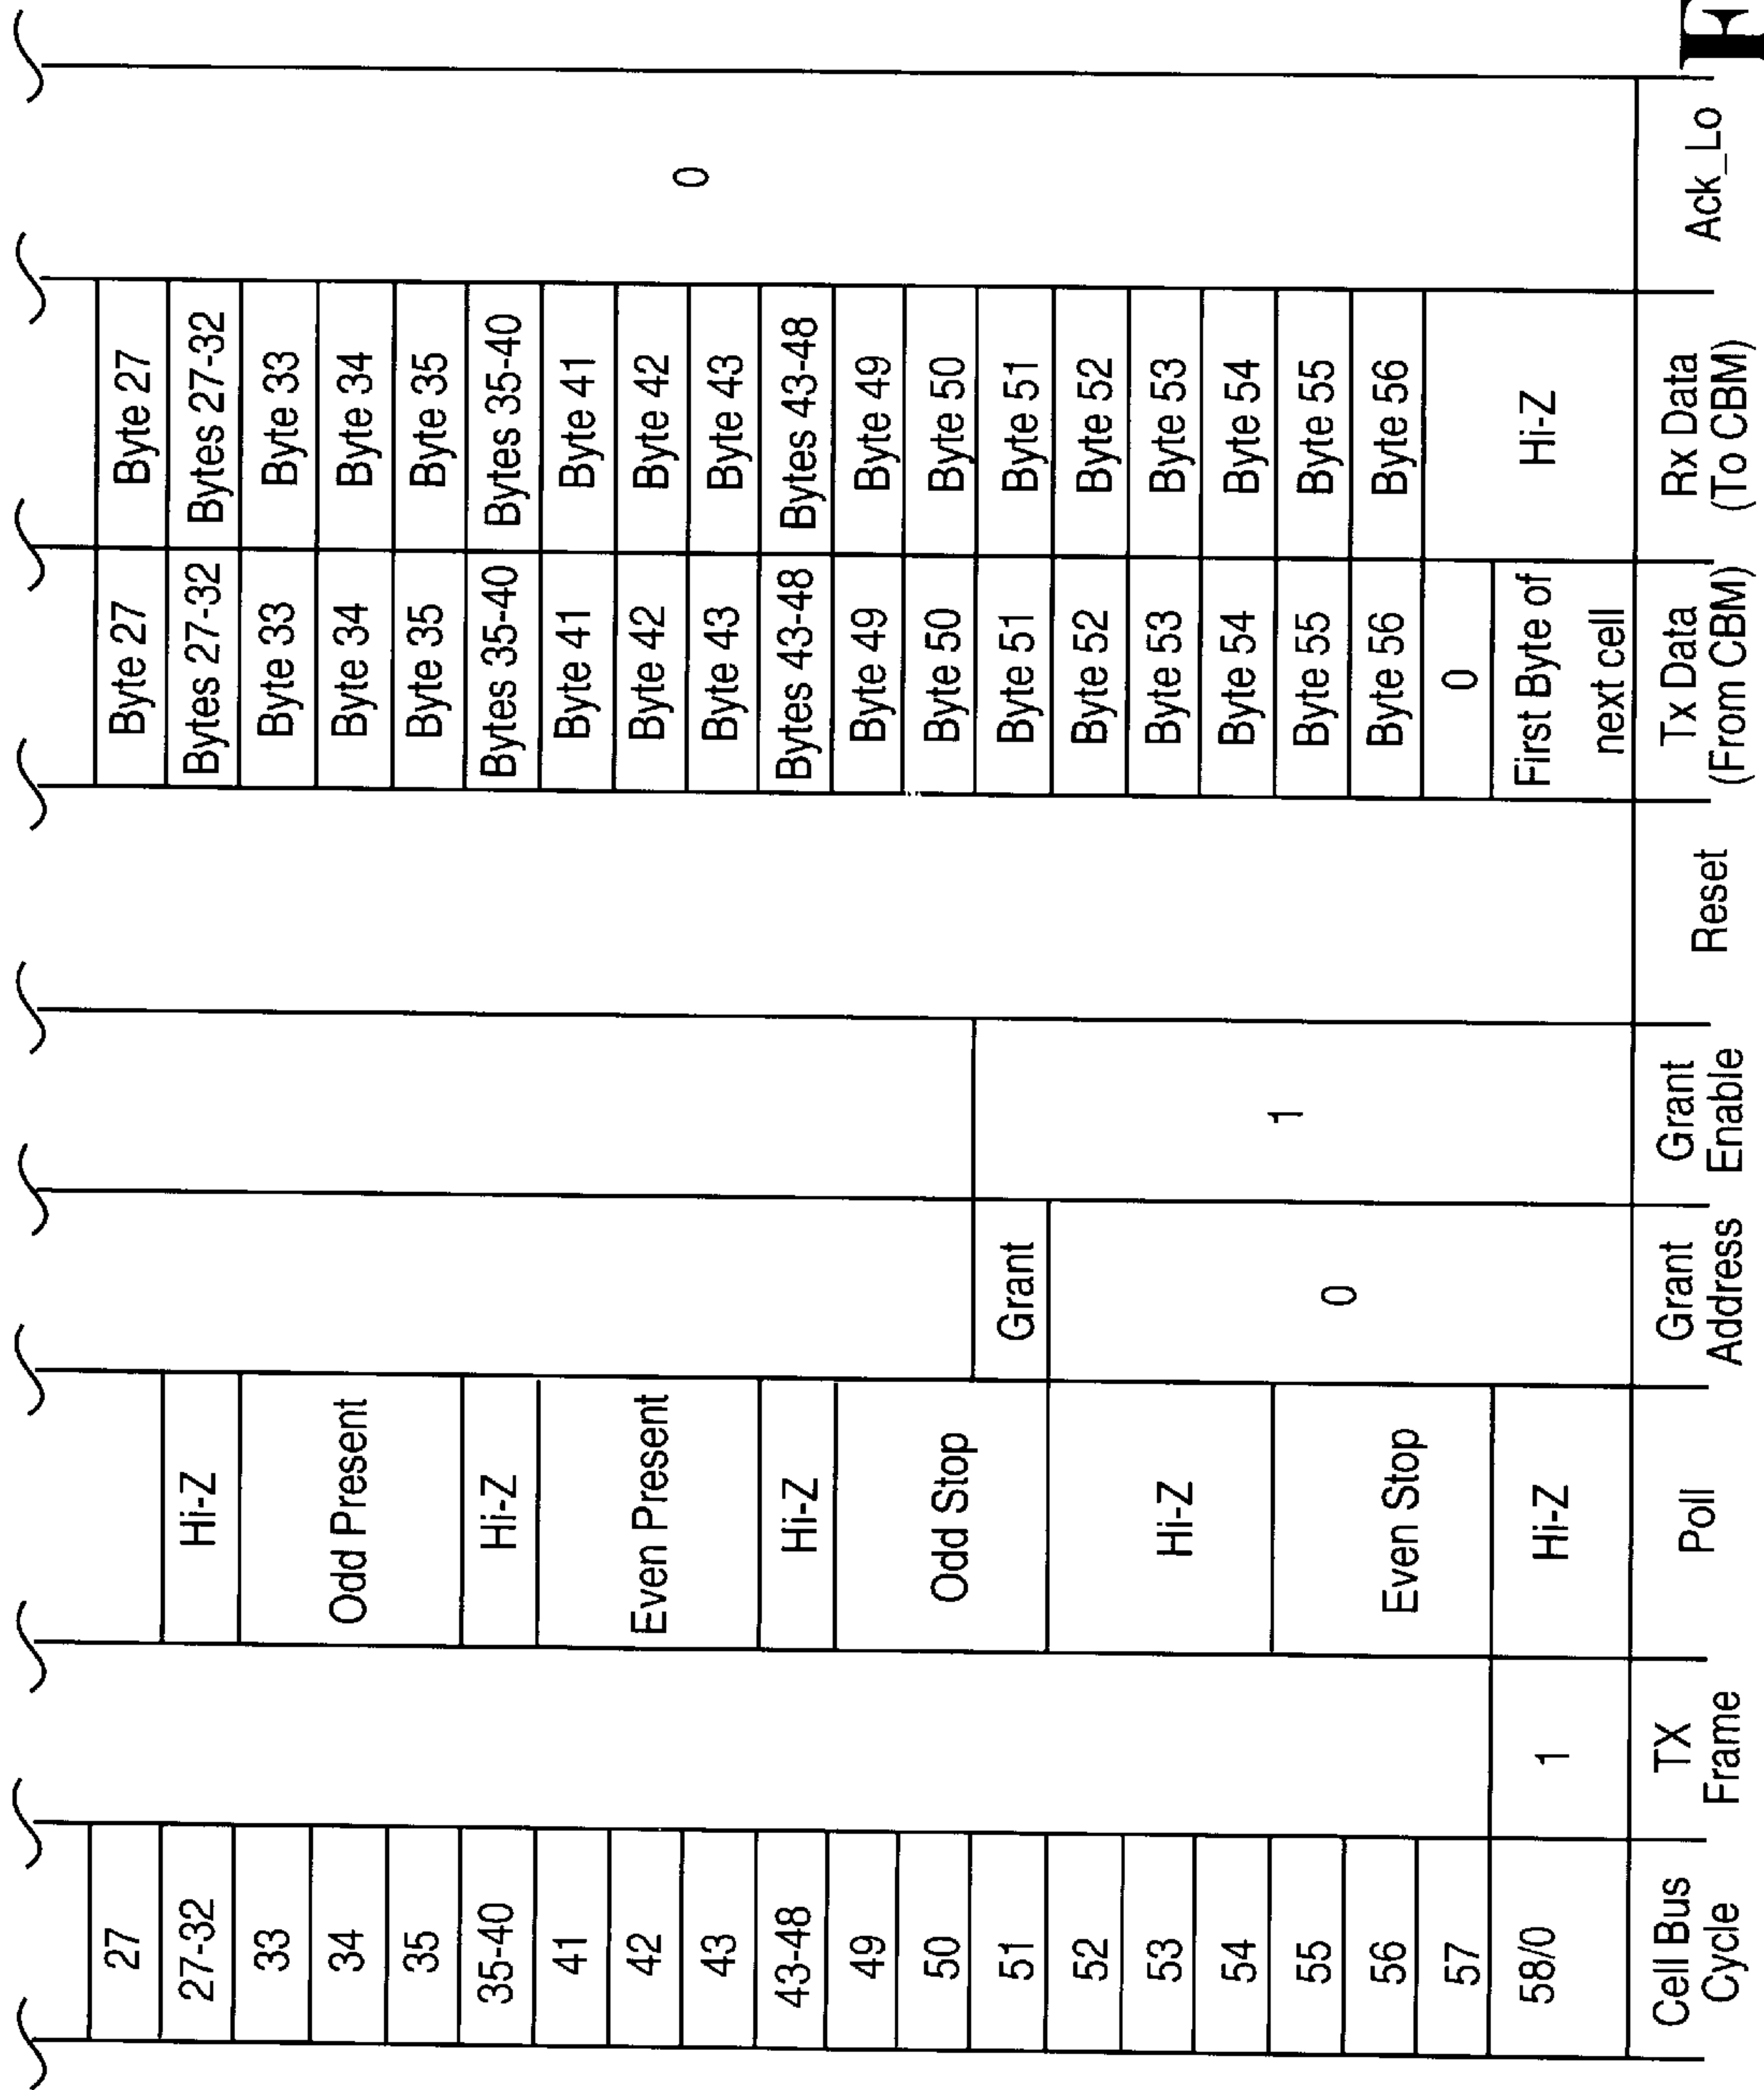 27 Byte 27 Byte 27
27-32 Hi-Z Bytes 27-32 Bytes 27-32
33 Byte 33 Byte 33
34 Odd Present Byte 34 Byte 34
35 Byte 35 Byte 35
35-40 Hi-Z Bytes 35-40 Bytes 35-40
41 Byte 41 Byte 41
42 Even Present Byte 42 Byte 42
43 Byte 43 Byte 43 0
43-48 Hi-Z Bytes 43-48 Bytes 43-48
49 Byte 49 Byte 49
50 Odd Stop Byte 50 Byte 50
51 Grant Byte 51 Byte 51
52 Byte 52 Byte 52
53 Hi-Z Byte 53 Byte 53
54 Byte 54 Byte 54
55 0 1 Byte 55 Byte 55
56 Even Stop Byte 56 Byte 56
57 0
58/0 1 Hi-Z First Byte of Hi-Z
next cell
Cell Bus TX Poll Grant Grant Reset Tx Data Rx Data Ack_Lo
Cycle Frame Address Enable (From CBM) (To CBM)
F